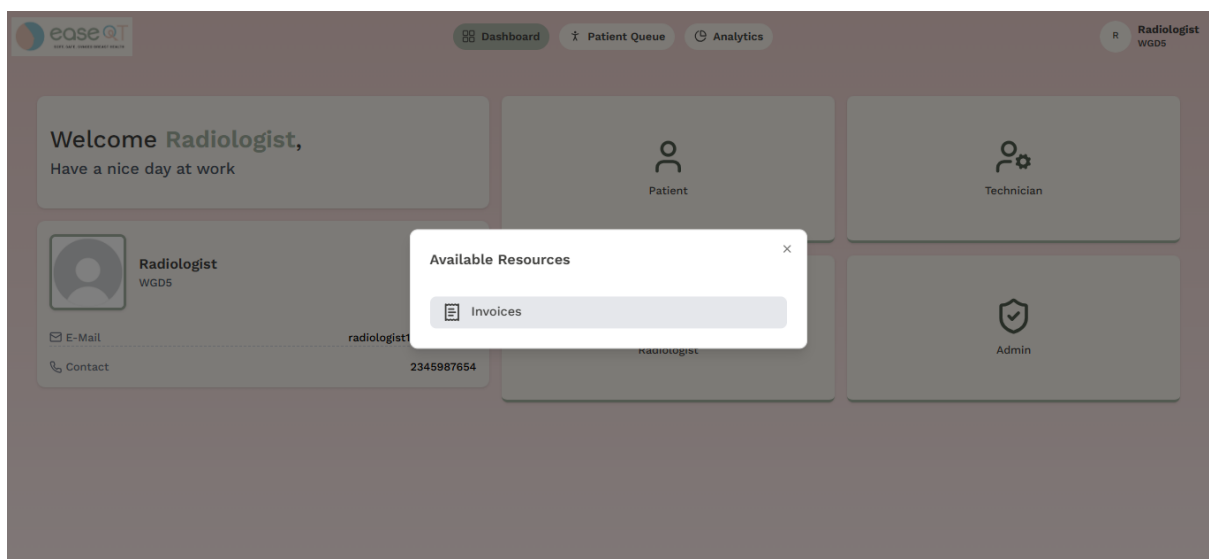 ease QT
Dashboard
Patient Queue
Analytics
R
Radiologist
WGD5
Welcome Radiologist,
Have a nice day at work
Patient
Technician
Radiologist
WGD5
E-Mail
radiologist1
Contact
2345987654
Available Resources
×
Invoices
Radiologist
Admin